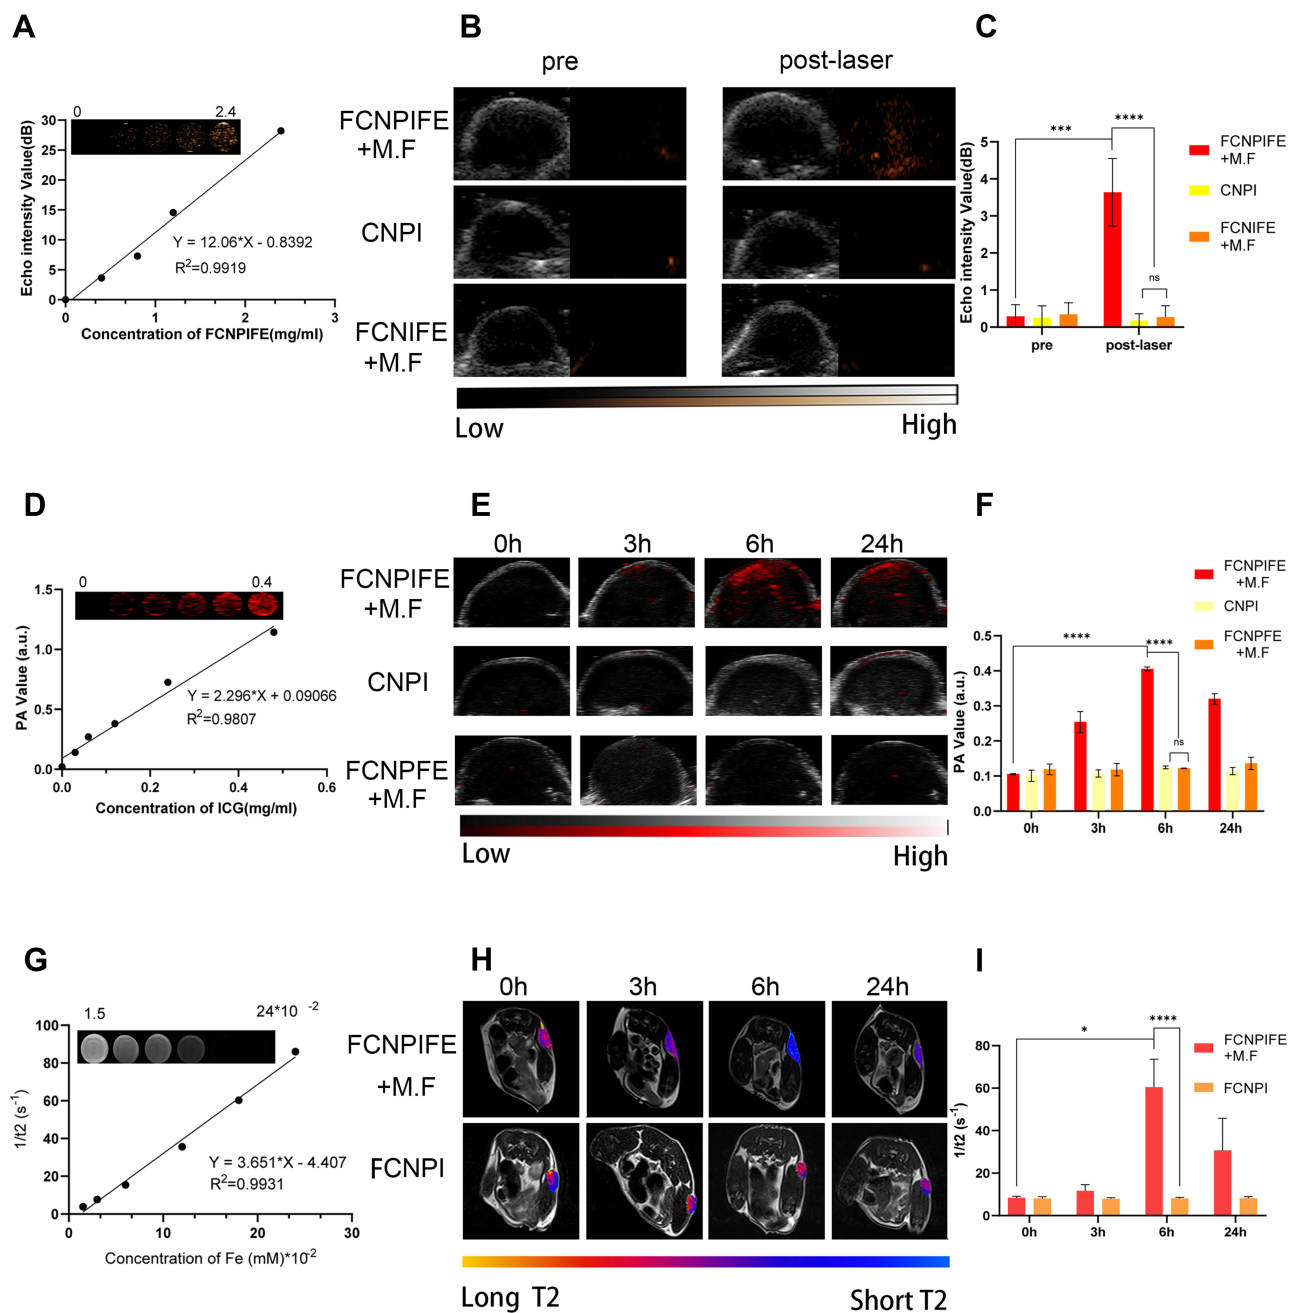 A
0
2.4
Echo intensity Value(dB)
30
25
20
15
10
5
0
Y = 12.06*X - 0.8392
R2=0.9919
0
1
2
3
Concentration of FCNPIFE(mg/ml)
B
pre
post-laser
FCNPIFE
+M.F
CNPI
FCNIFE
+M.F
Low
High
C
***
****
ns
Echo intensity Value(dB)
5
4
3
2
1
0
pre
post-laser
FCNPIFE
+M.F
CNPI
FCNIFE
+M.F
D
0
0.4
PA Value (a.u.)
1.5
1.0
0.5
0.0
Y = 2.296*X + 0.09066
R2=0.9807
0.0
0.2
0.4
0.6
Concentration of ICG(mg/ml)
E
0h
3h
6h
24h
FCNPIFE
+M.F
CNPI
FCNPFE
+M.F
Low
High
F
FCNPIFE
+M.F
CNPI
FCNPFE
+M.F
****
****
ns
PA Value (a.u.)
0.5
0.4
0.3
0.2
0.1
0.0
0h
3h
6h
24h
G
1.5
24*10 -2
1/t2 (s-1)
100
80
60
40
20
0
Y = 3.651*X - 4.407
R2=0.9931
0
10
20
30
Concentration of Fe (mM)*10-2
H
0h
3h
6h
24h
FCNPIFE
+M.F
FCNPI
Long T2
Short T2
I
*
****
FCNPIFE
+M.F
FCNPI
1/t2 (s-1)
80
60
40
20
0
0h
3h
6h
24h